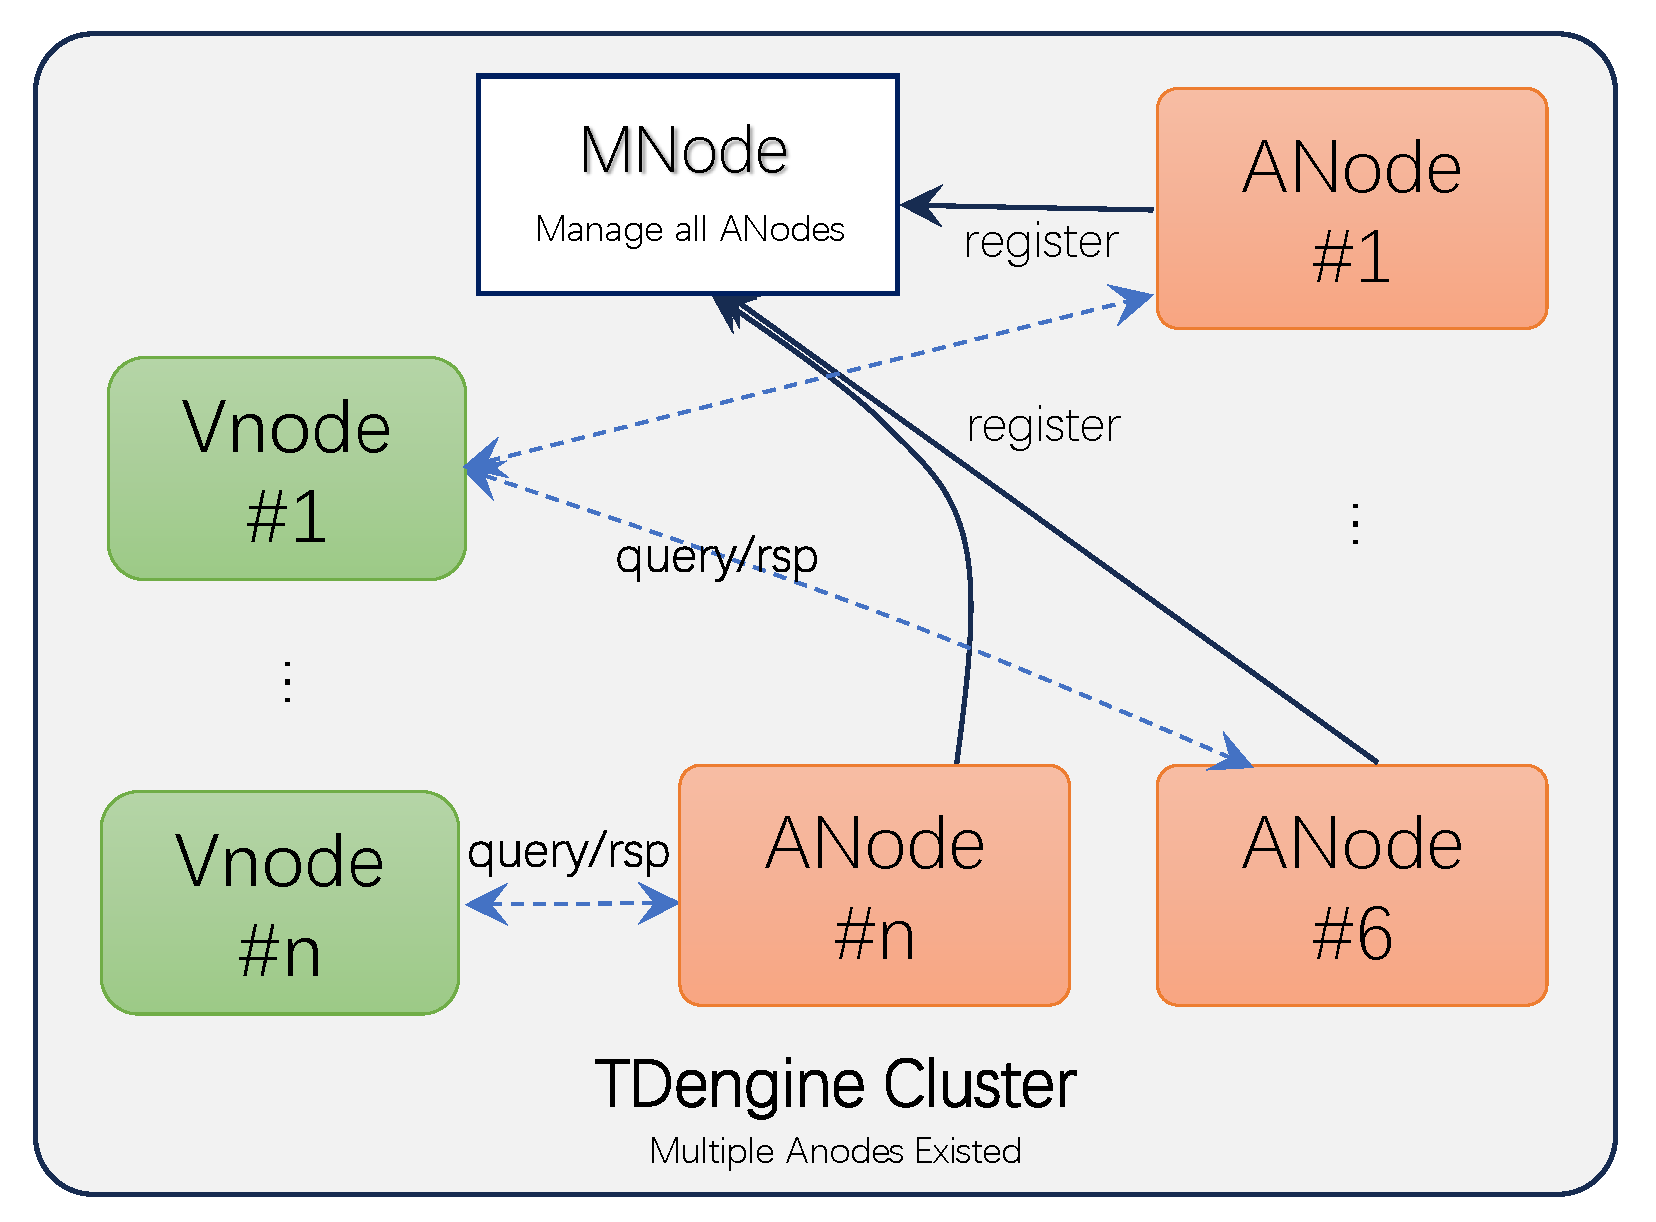 MNode
Manage all ANodes
ANode
#1
register
Vnode
#1
register
⋮
query/rsp
⋮
Vnode
#n
query/rsp
ANode
#n
ANode
#6
TDengine Cluster
Multiple Anodes Existed